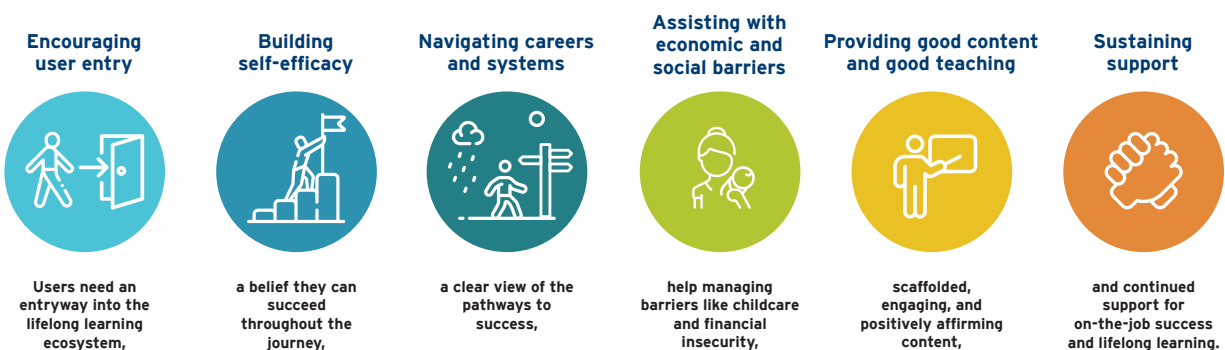 Encouraging
user entry
Building
self-efficacy
Navigating careers
and systems
Assisting with
economic and
social barriers
Providing good content
and good teaching
Sustaining
support
Users need an
entryway into the
lifelong learning
ecosystem,
a belief they can
succeed
throughout the
journey,
a clear view of the
pathways to
success,
help managing
barriers like childcare
and financial
insecurity,
scaffolded,
engaging, and
positively affirming
content,
and continued
support for
on-the-job success
and lifelong learning.